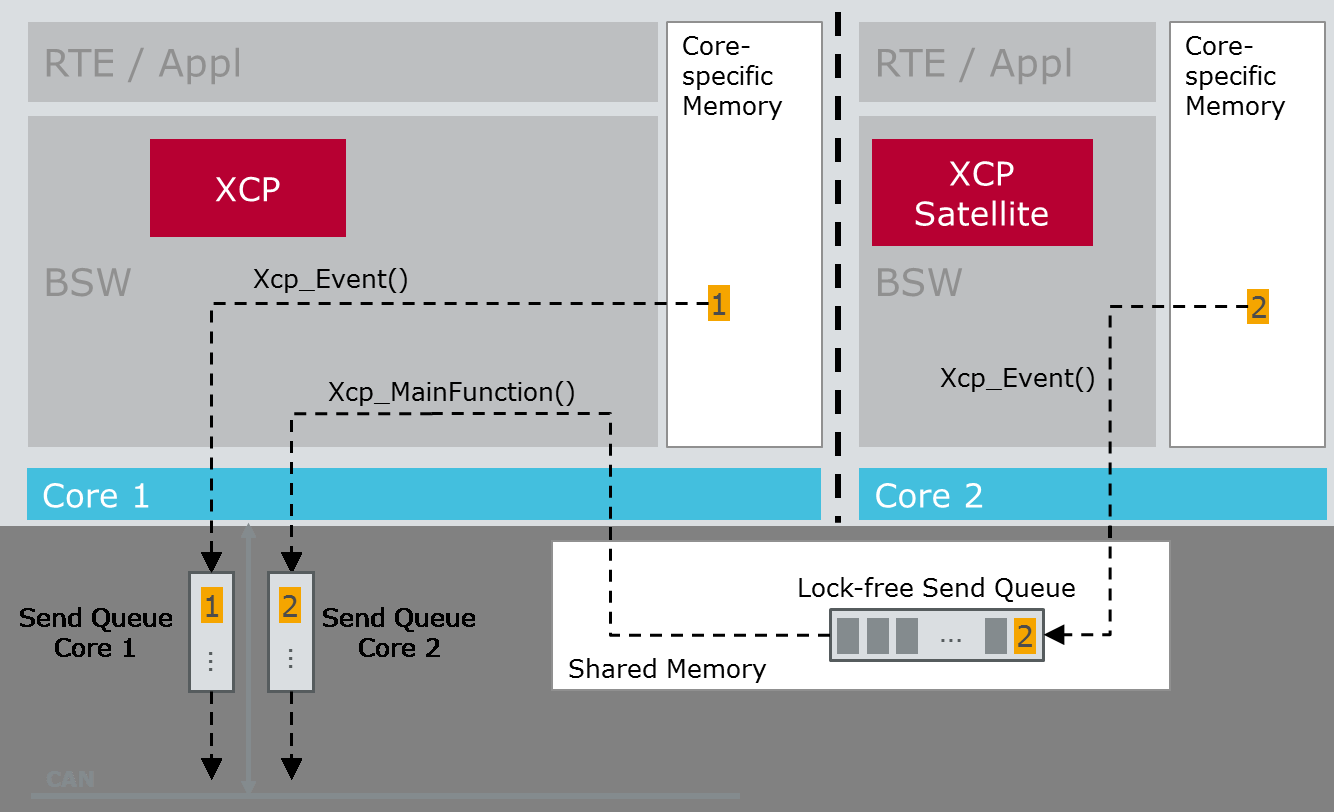 RTE / Appl
Core-
specific
Memory
RTE / Appl
Core-
specific
Memory
XCP
XCP
Satellite
BSW
Xcp_Event()
1
BSW
2
Xcp_MainFunction()
Xcp_Event()
Core 1
Core 2
1
Send Queue
Core 1
...
2
Send Queue
Core 2
...
Lock-free Send Queue
...
2
Shared Memory
CAN